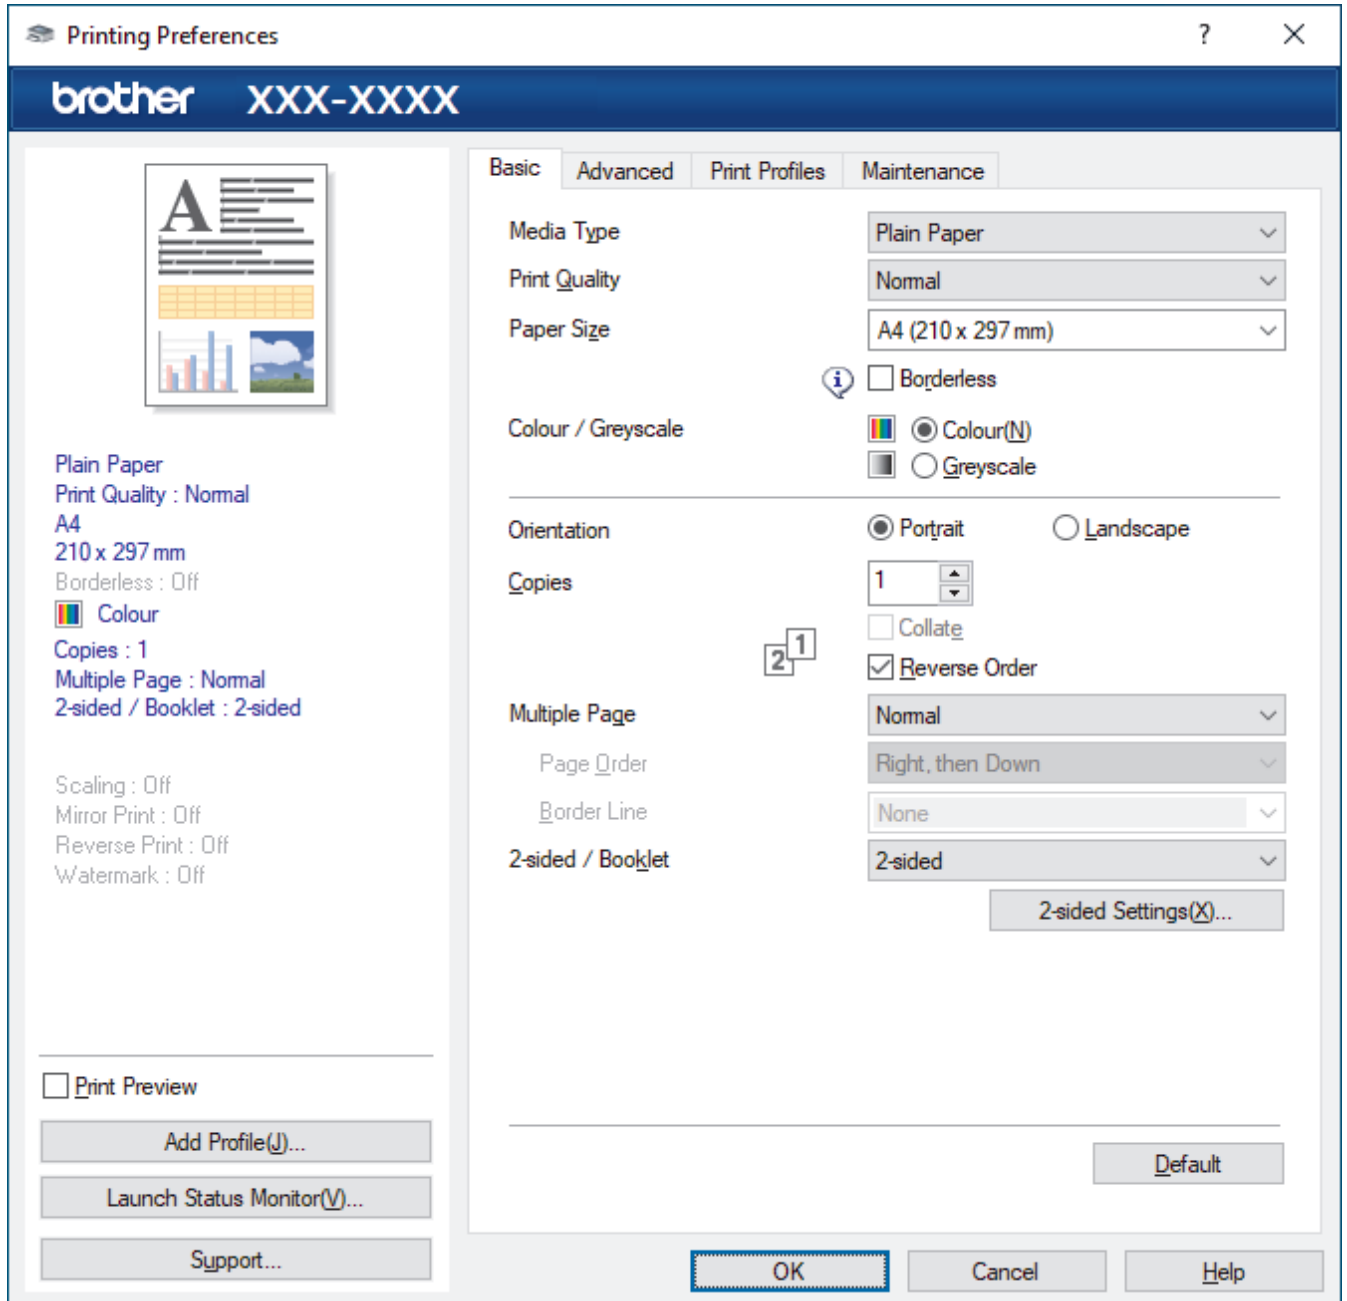 Printing Preferences
?
brother XXX-XXXX
A
Plain Paper
Print Quality : Normal
A4
210 x 297 mm
Borderless : Off
Colour
Copies : 1
Multiple Page : Normal
2-sided / Booklet : 2-sided
Scaling : Off
Mirror Print : Off
Reverse Print : Off
Watermark : Off
Print Preview
Add Profile(J)...
Launch Status Monitor(V)...
Support...
Basic Advanced Print Profiles Maintenance
Media Type Plain Paper
Print Quality Normal
Paper Size A4 (210 x 297 mm)
i Borderless
Colour / Greyscale Colour(N)
Greyscale
Orientation Portrait Landscape
Copies 1
Collate
2 1 Reverse Order
Multiple Page Normal
Page Order Right, then Down
Border Line None
2-sided / Booklet 2-sided
2-sided Settings(X)...
Default
OK Cancel Help